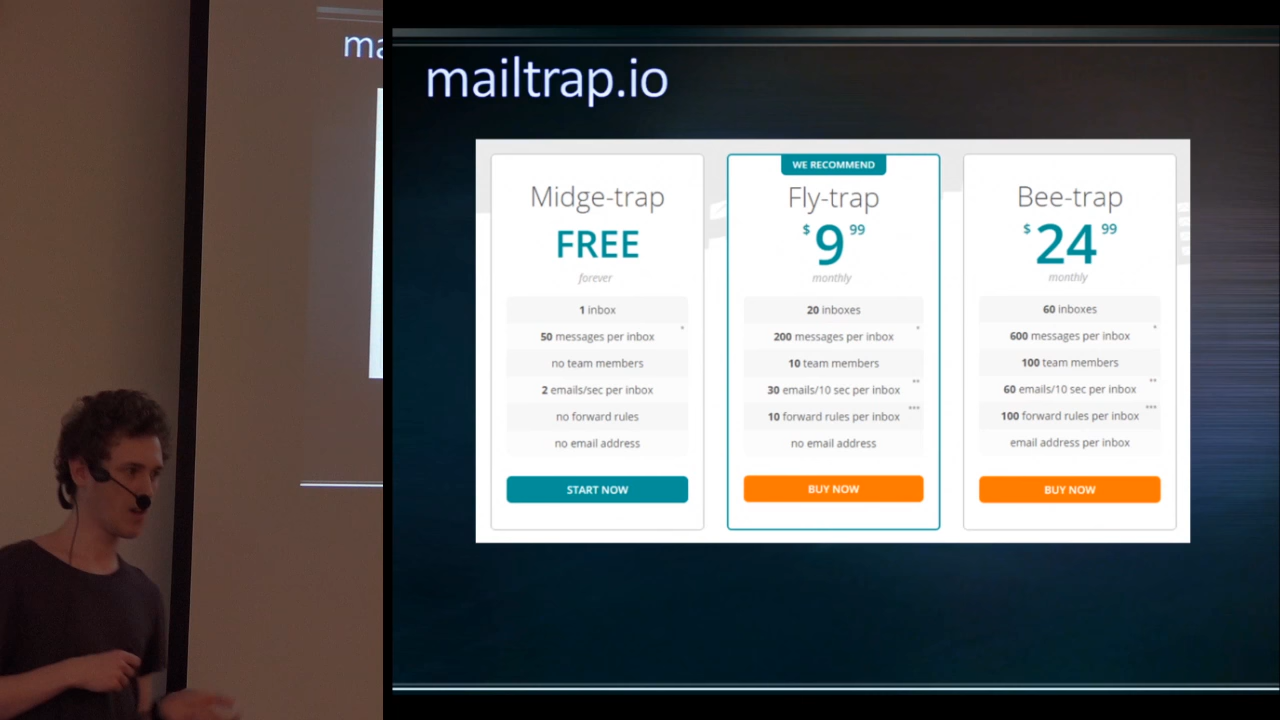 ma
mailtrap.io
Midge-trap
FREE
forever
1 inbox
50 messages per inbox *
no team members
2 emails/sec per inbox
no forward rules
no email address
START NOW
WE RECOMMEND
Fly-trap
$ 9 99
monthly
20 inboxes
200 messages per inbox *
10 team members
30 emails/10 sec per inbox **
10 forward rules per inbox ***
no email address
BUY NOW
Bee-trap
$ 24 99
monthly
60 inboxes
600 messages per inbox *
100 team members
60 emails/10 sec per inbox **
100 forward rules per inbox ***
email address per inbox
BUY NOW